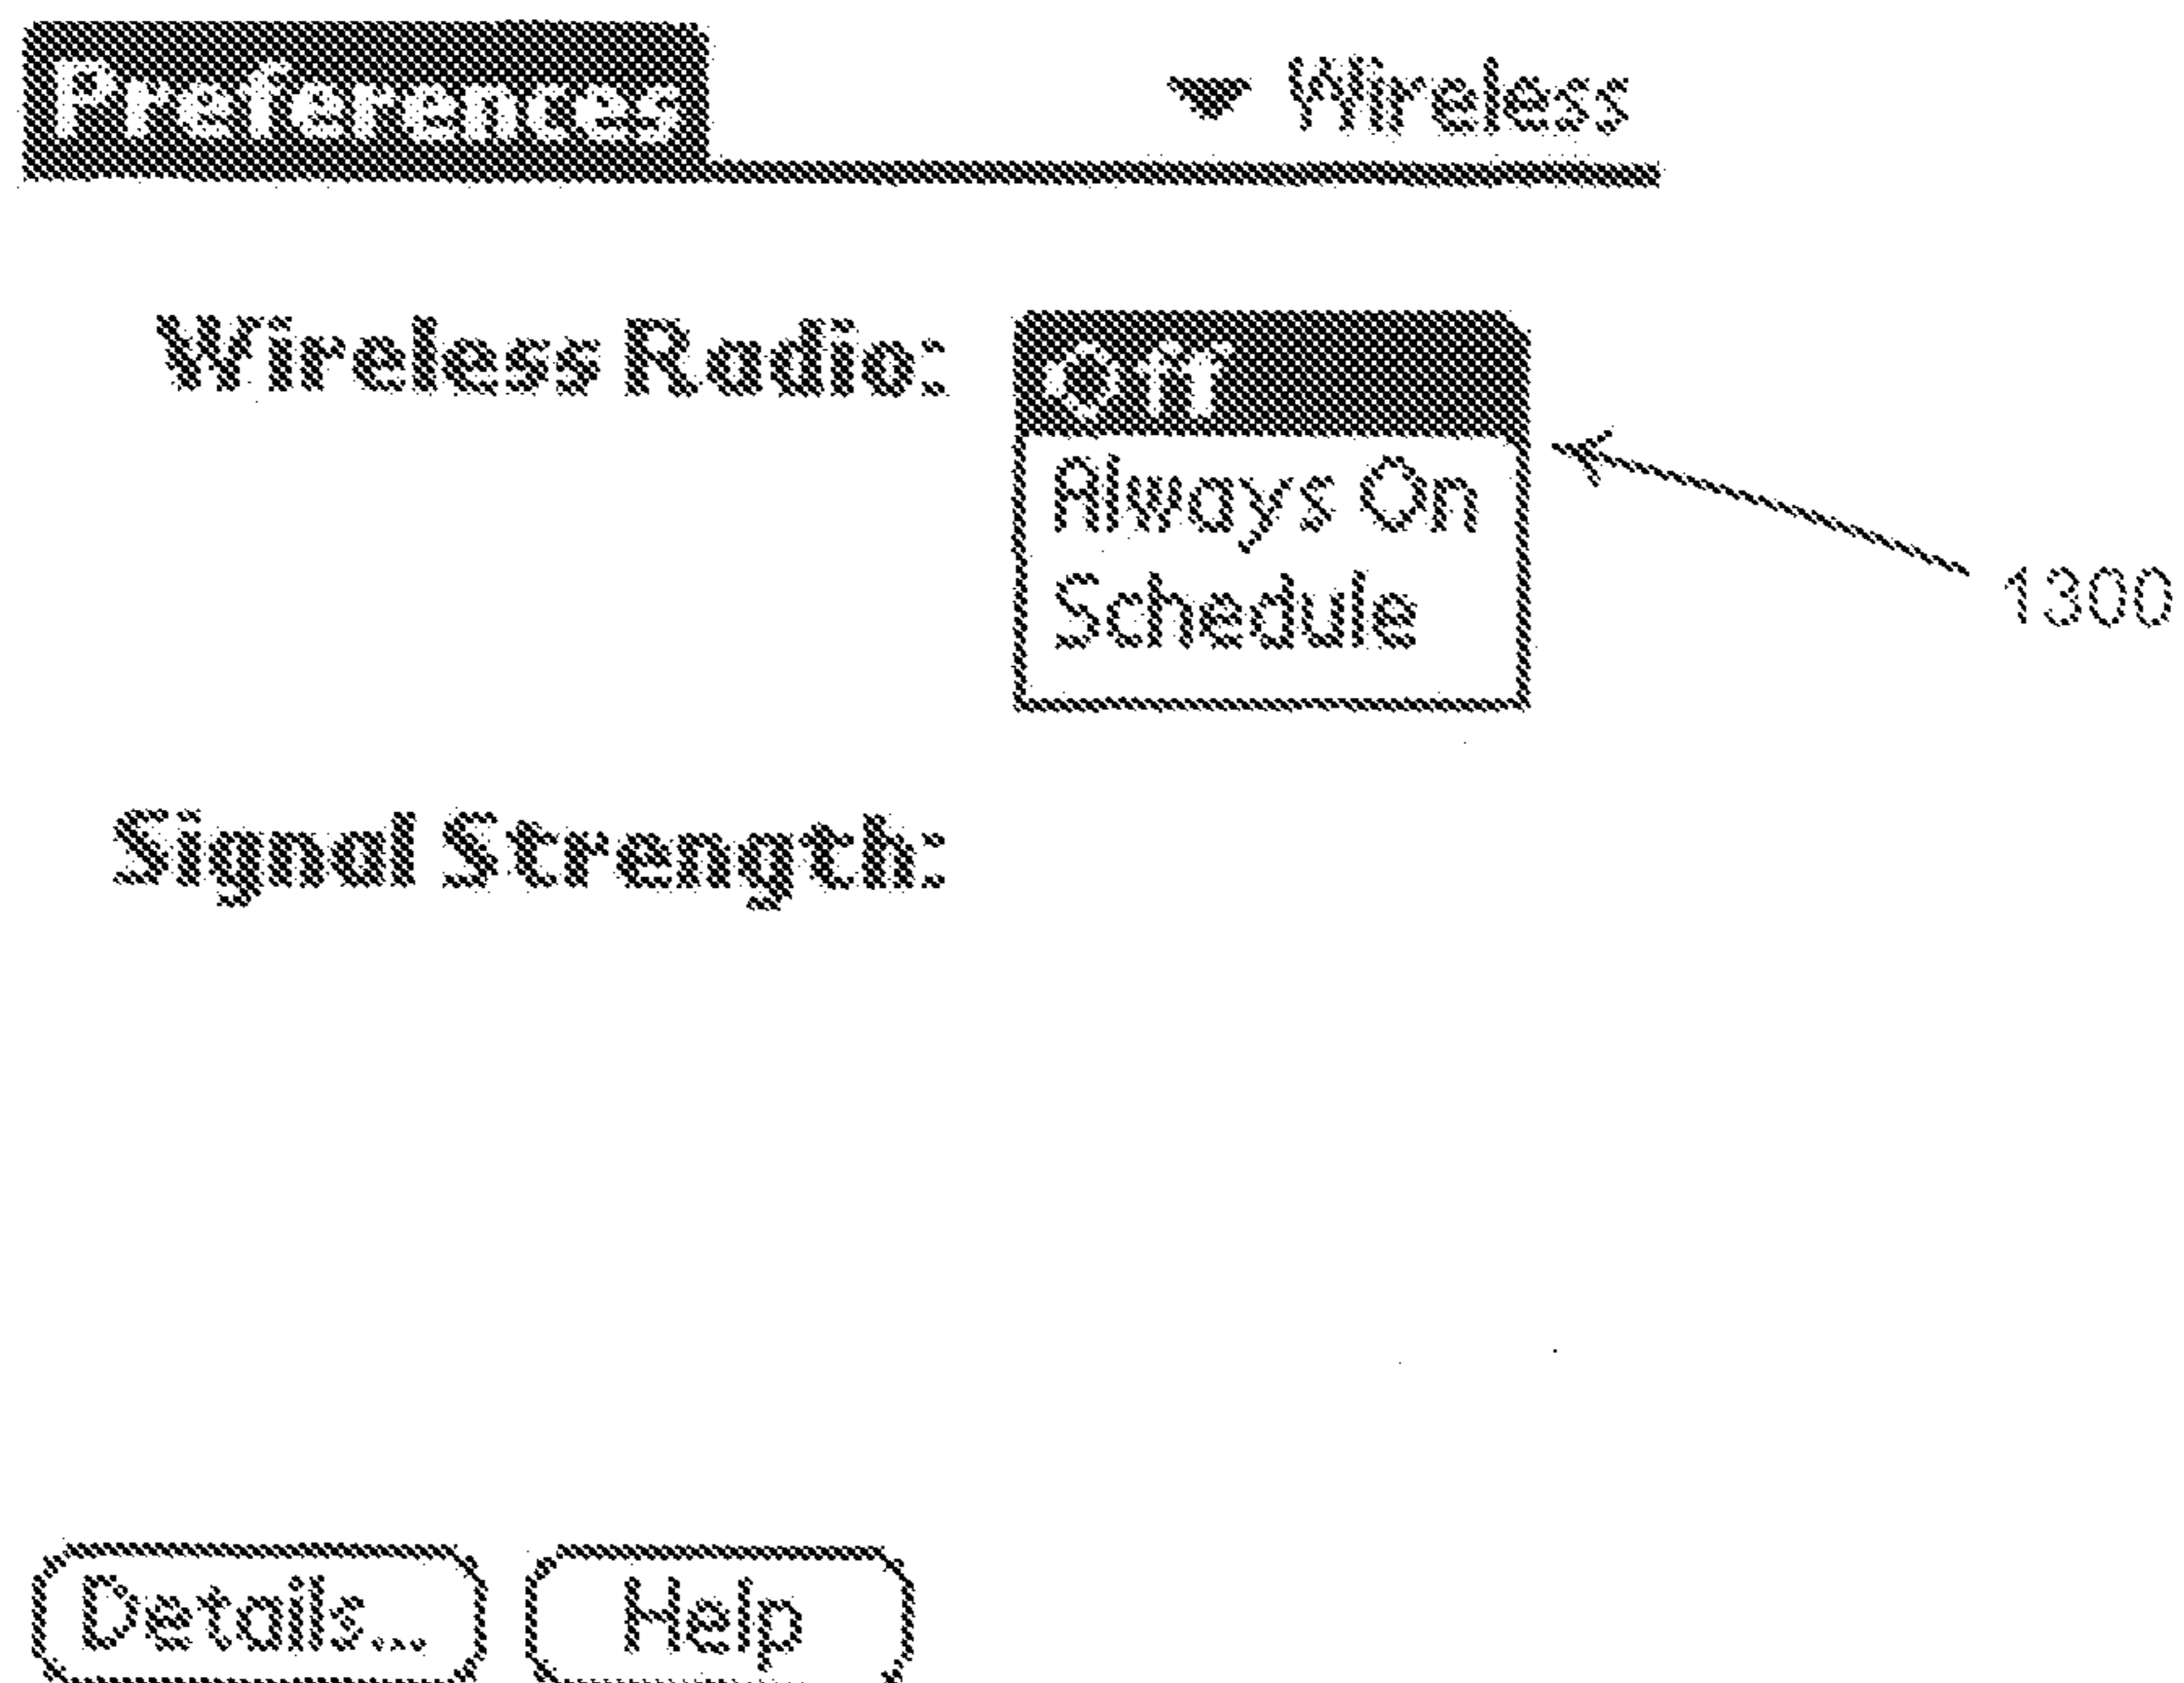 Preferences ▼ Wireless
Wireless Radio: Off
Always On
Schedule
1300
Signal Strength:
Details... Help